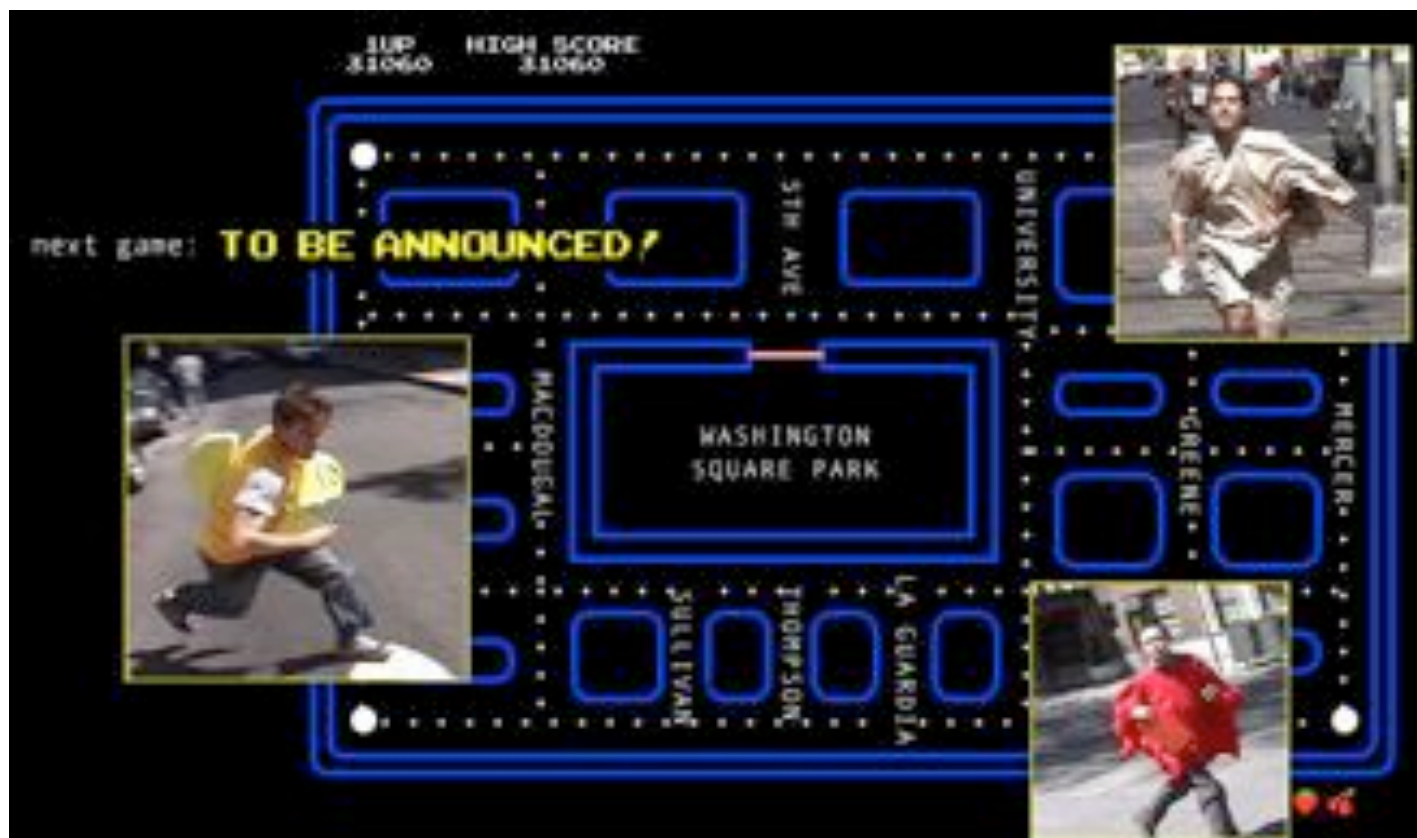 1UP HIGH SCORE
31060 31060
5TH AVE
UNIVERSITY
next game: TO BE ANNOUNCED!
MACDOUGAL
WASHINGTON
SQUARE PARK
GREENE
MERCER
SULLIVAN
THOMPSON
LA GUARDIA